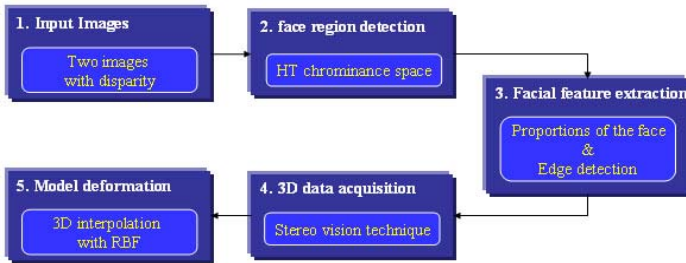 1. Input Images
Two images
with disparity
2. face region detection
HT chrominance space
3. Facial feature extraction
Proportions of the face
&
Edge detection
4. 3D data acquisition
Stereo vision technique
5. Model deformation
3D interpolation
with RBF